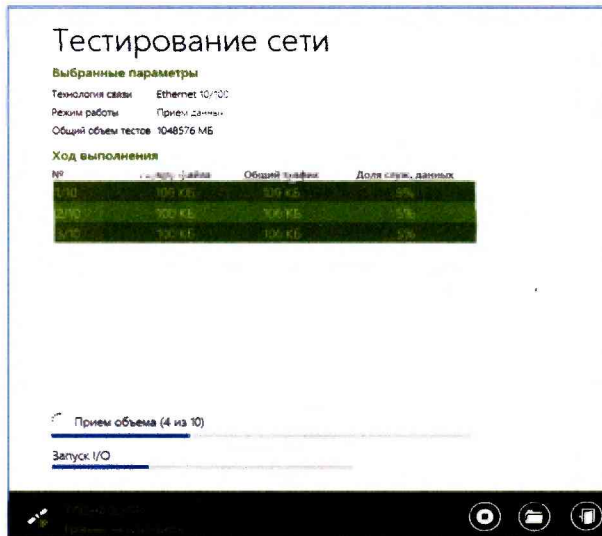 Тестирование сети
Выбранные параметры
Технология связи Ethernet 10/100
Режим работы Прием данных
Общий объем тестов 1048576 МБ
Ход выполнения
№ файла Общий трафик Доля служ. данных
1/10 100 КБ 109 КБ 9%
2/10 100 КБ 106 КБ 5%
3/10 100 КБ 106 КБ 5%
Прием объема (4 из 10)
Запуск I/O